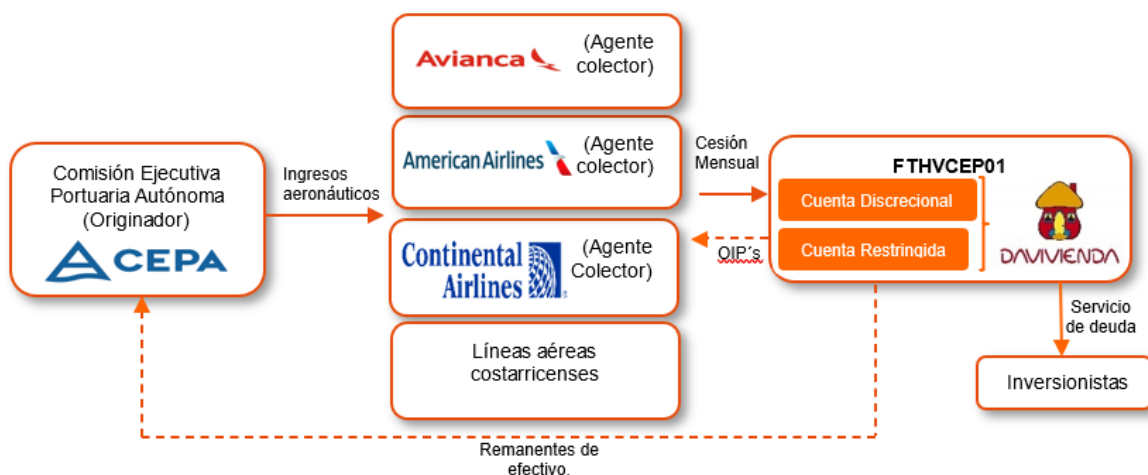 Comisión Ejecutiva
Portuaria Autónoma
(Originador)
CEPA
Ingresos
aeronáuticos
Avianca
(Agente
colector)
American Airlines
(Agente
colector)
Continental
Airlines
(Agente
Colector)
Líneas aéreas
costarricenses
Cesión
Mensual
OIP´s
FTHVCEP01
Cuenta Discrecional
Cuenta Restringida
DAVIVIENDA
Servicio
de deuda
Inversionistas
Remanentes de
efectivo.